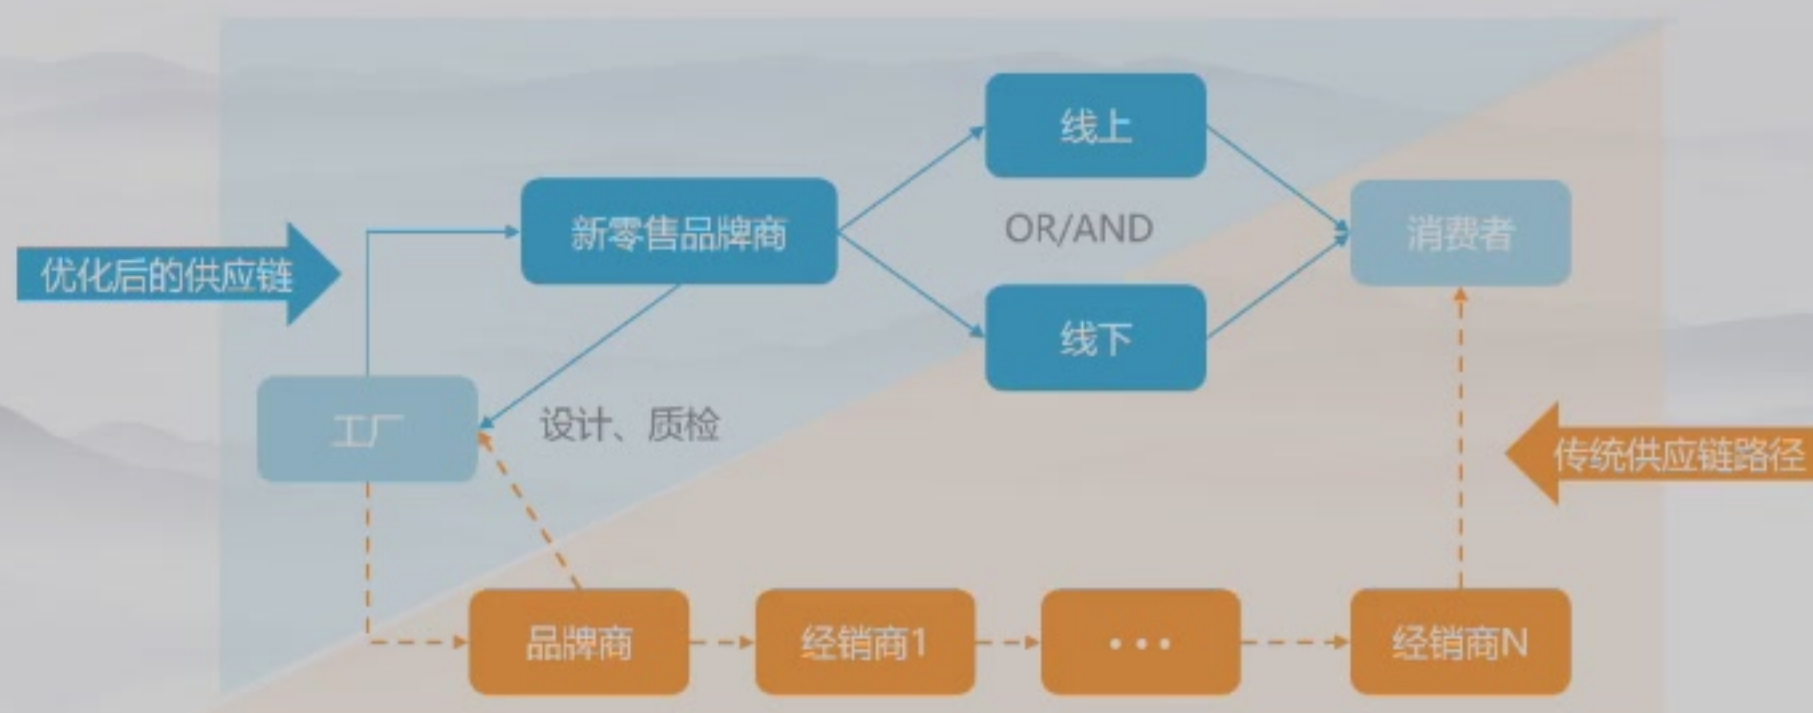 线上
新零售品牌商
OR/AND
消费者
优化后的供应链
线下
工厂
设计、质检
传统供应链路径
品牌商
经销商1
•••
经销商N